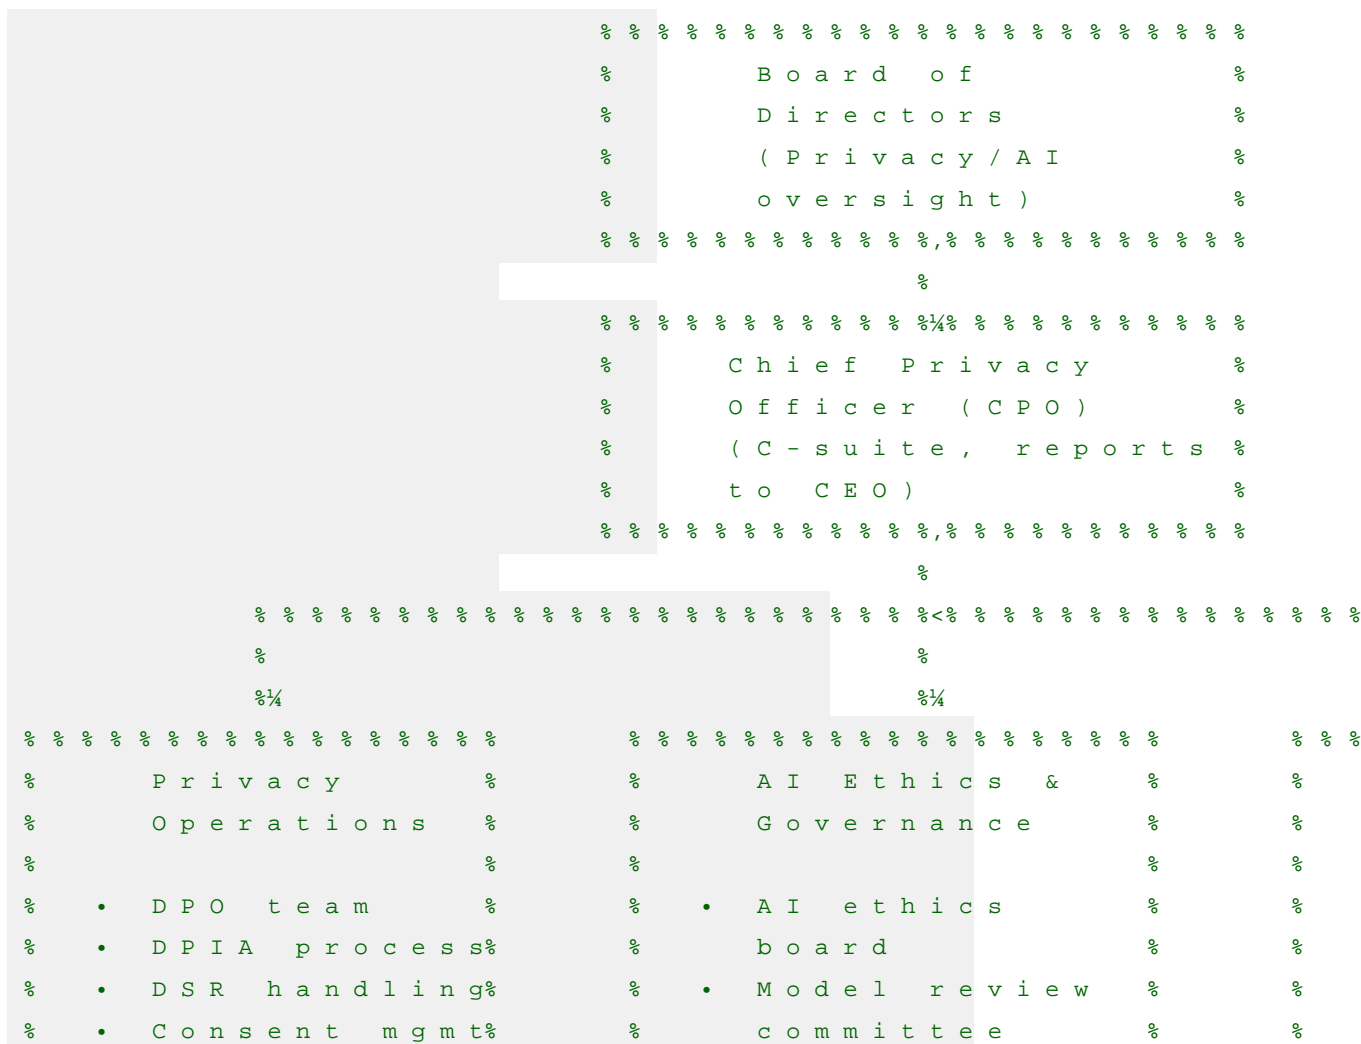 % % % % % % % % % % % % % % % % % % % % % % %
% Board of %
% Directors %
% (Privacy/AI %
% oversight) %
% % % % % % % % % % % %,% % % % % % % % % % %
%
% % % % % % % % % % % %¼% % % % % % % % % % %
% Chief Privacy %
% Officer (CPO) %
% (C-suite, reports %
% to CEO) %
% % % % % % % % % % % %,% % % % % % % % % % %
%
% % % % % % % % % % % % % % % % % % % % % % % %<% % % % % % % % % % % % % % %
% %
%¼ %¼
% % % % % % % % % % % % % % % % % % % % % % % % % % % % % % % % % % % % % % % %
% Privacy % % AI Ethics & % %
% Operations % % Governance % %
% % % % %
% • DPO team % % • AI ethics % %
% • DPIA process% % board % %
% • DSR handling% % • Model review % %
% • Consent mgmt% % committee % %